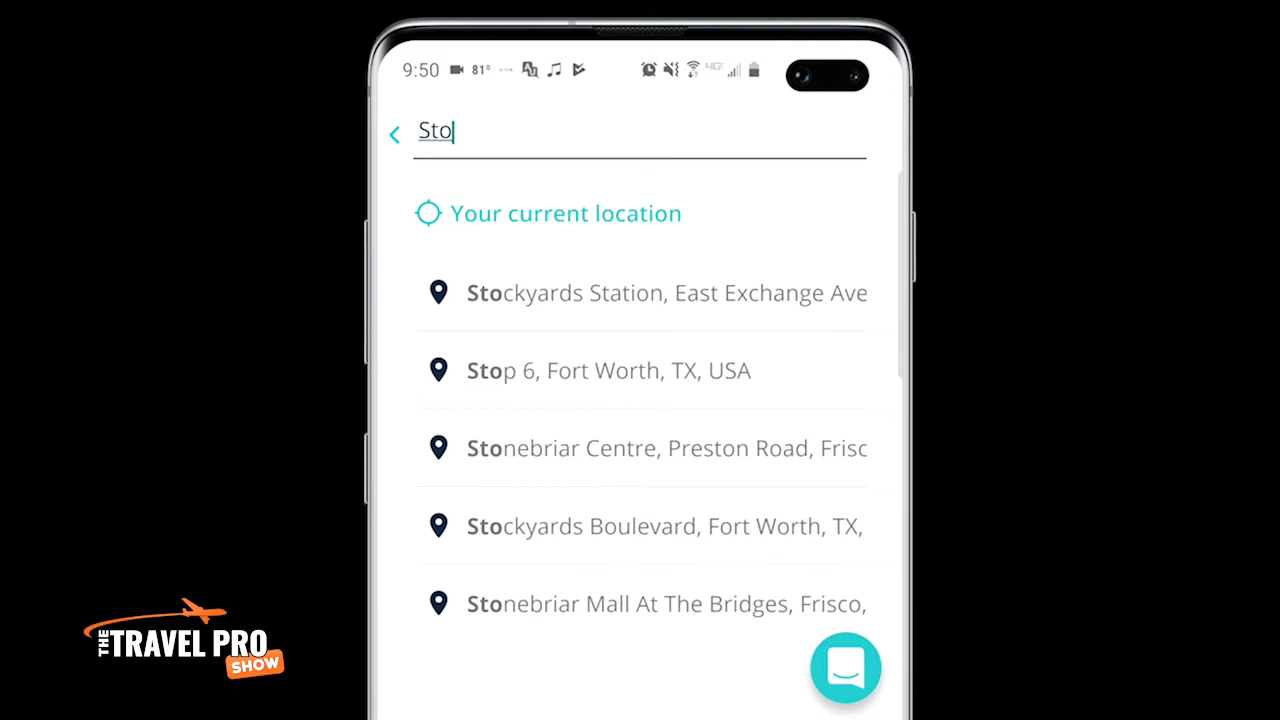 9:50 81°
Sto
Your current location
Stockyards Station, East Exchange Ave
Stop 6, Fort Worth, TX, USA
Stonebriar Centre, Preston Road, Frisc
Stockyards Boulevard, Fort Worth, TX,
Stonebriar Mall At The Bridges, Frisco,
THE TRAVEL PRO
SHOW